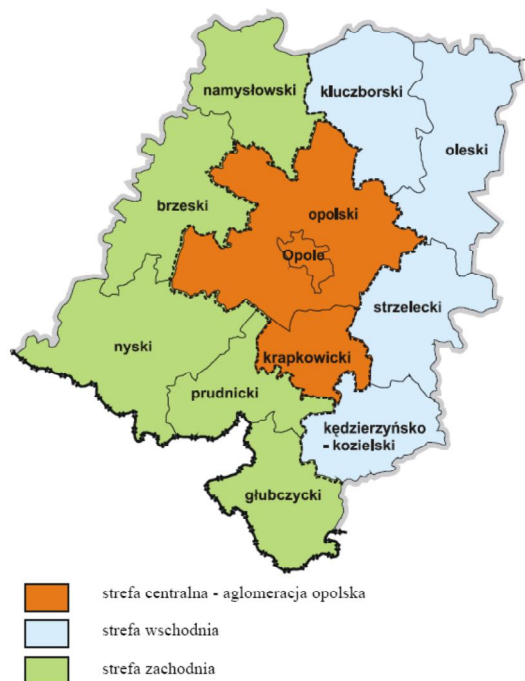 namysłowski
kluczborski
oleski
brzeski
opolski
Opole
strzelecki
nyski
krapkowicki
prudnicki
kędzierzyńsko
- kozielski
głubczycki
strefa centralna - aglomeracja opolska
strefa wschodnia
strefa zachodnia